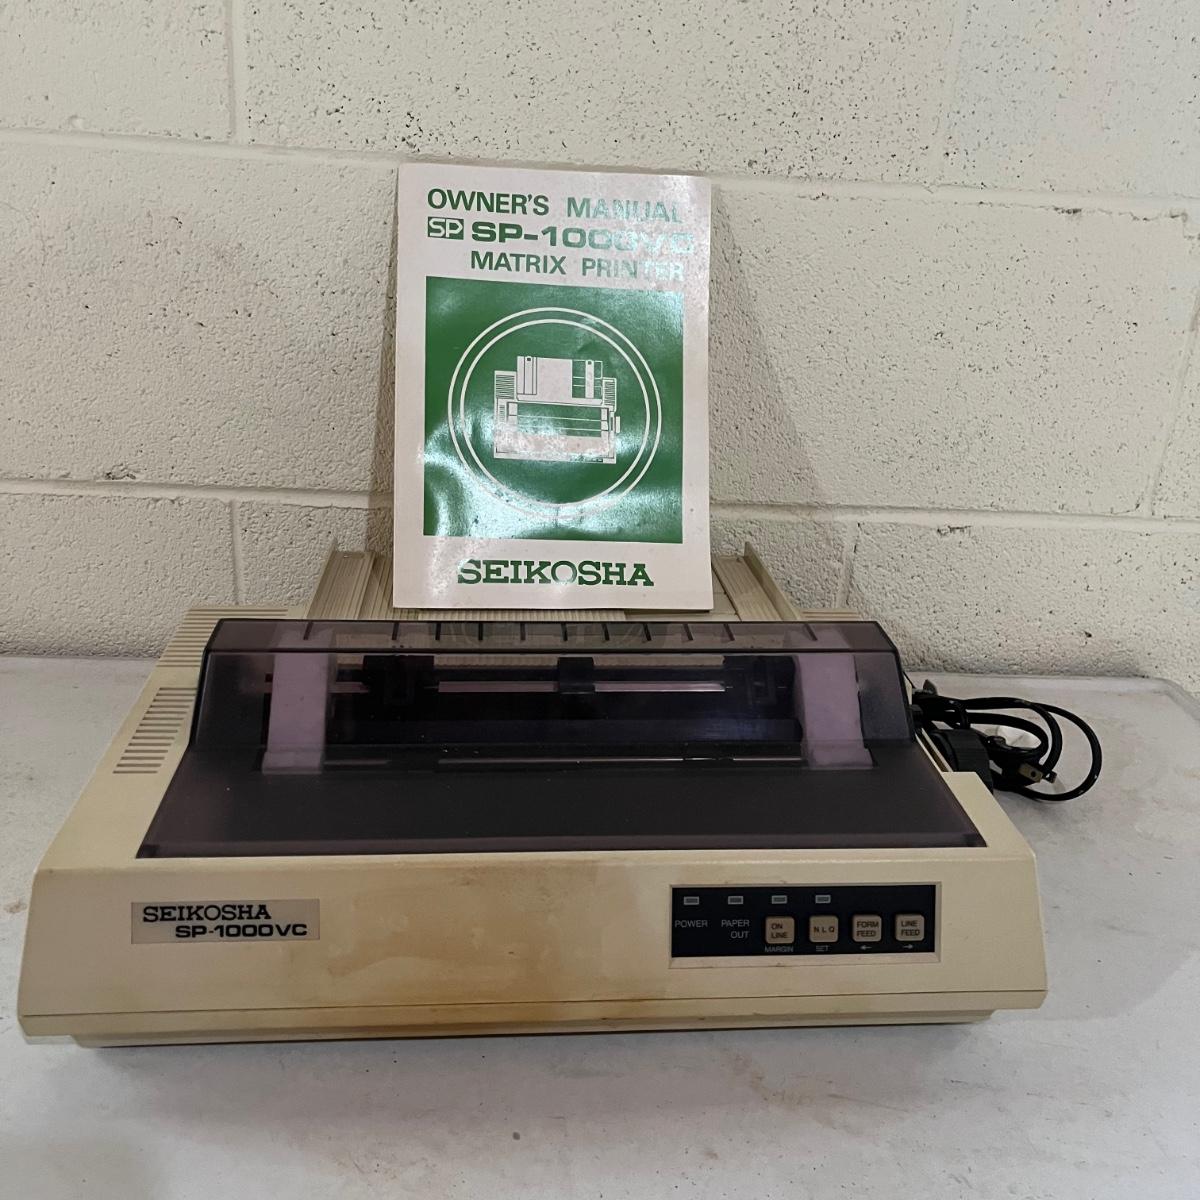 OWNER'S MANUAL
SP SP-1000VC
MATRIX PRINTER
SEIKOSHA
SEIKOSHA
SP-1000VC
POWER PAPER OUT
ON LINE
NLQ
FORM FEED
LINE FEED
MARGIN SET ← →